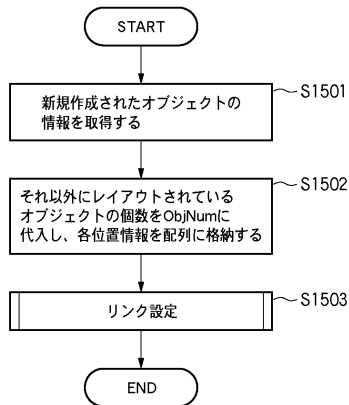 START
新規作成されたオブジェクトの
情報を取得する
S1501
それ以外にレイアウトされている
オブジェクトの個数をObjNumに
代入し、各位置情報を配列に格納する
S1502
リンク設定
S1503
END